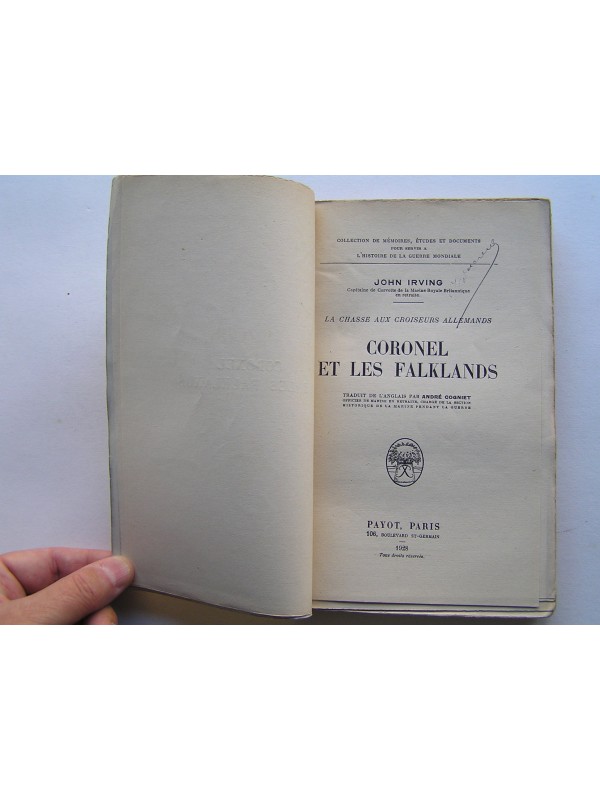 COLLECTION DE MÉMOIRES, ÉTUDES ET DOCUMENTS
POUR SERVIR A
L'HISTOIRE DE LA GUERRE MONDIALE
JOHN IRVING
Capitaine de Corvette de la Marine Royale Britannique
en retraite.
LA CHASSE AUX CROISEURS ALLEMANDS
CORONEL
ET LES FALKLANDS
TRADUIT DE L'ANGLAIS PAR ANDRÉ COGNIET
OFFICIER DE MARINE EN RETRAITE, CHARGÉ DE LA SECTION
HISTORIQUE DE LA MARINE PENDANT LA GUERRE
PAYOT, PARIS
106, BOULEVARD ST-GERMAIN
1928
Tous droits réservés.